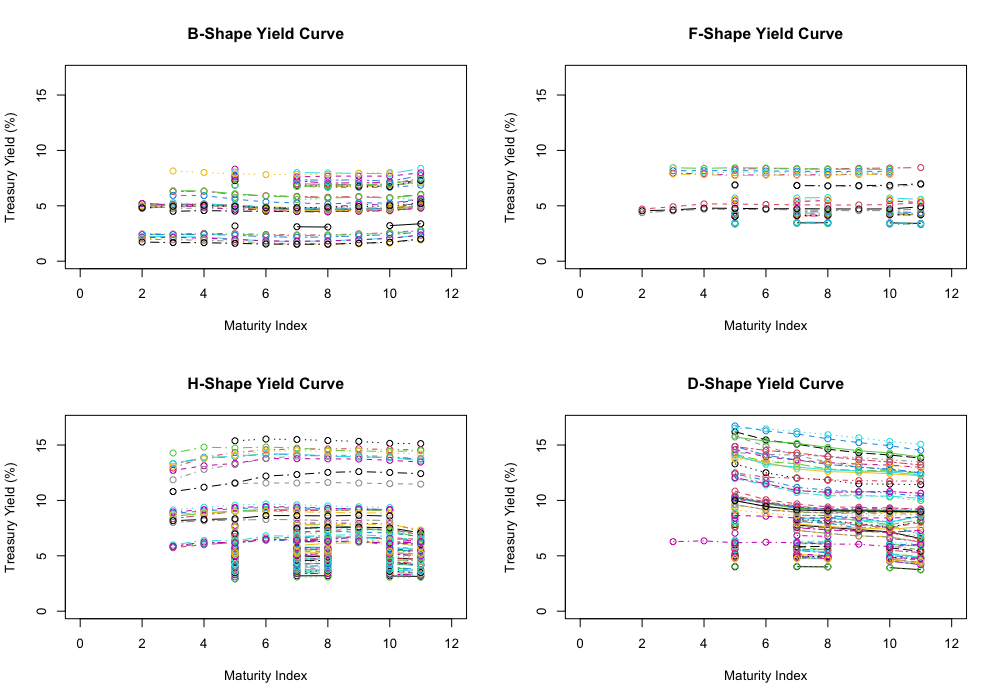 B-Shape Yield Curve
Treasury Yield (%)
15
10
5
0
0 2 4 6 8 10 12
Maturity Index
F-Shape Yield Curve
Treasury Yield (%)
15
10
5
0
0 2 4 6 8 10 12
Maturity Index
H-Shape Yield Curve
Treasury Yield (%)
15
10
5
0
0 2 4 6 8 10 12
Maturity Index
D-Shape Yield Curve
Treasury Yield (%)
15
10
5
0
0 2 4 6 8 10 12
Maturity Index